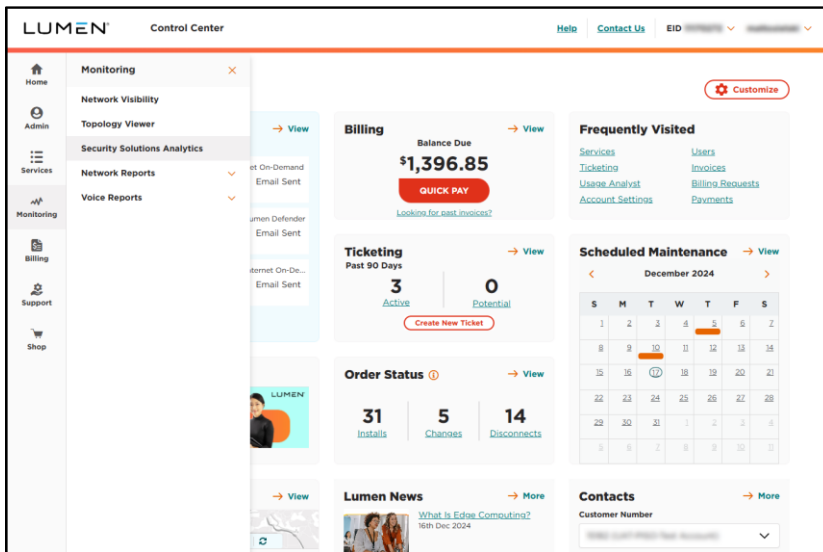 LUMEN®
Control Center
Help
Contact Us
EID
Home
Admin
Services
Monitoring
Billing
Support
Shop
Monitoring
Network Visibility
Topology Viewer
Security Solutions Analytics
Network Reports
Voice Reports
Customize
→ View
et On-Demand
Email Sent
umen Defender
Email Sent
ternet On-De...
Email Sent
Billing
→ View
Balance Due
$1,396.85
QUICK PAY
Looking for past invoices?
Frequently Visited
Services
Users
Ticketing
Invoices
Usage Analyst
Billing Requests
Account Settings
Payments
Ticketing
→ View
Past 90 Days
3
Active
0
Potential
Create New Ticket
Scheduled Maintenance
→ View
December 2024
S M T W T F S
1 2 3 4 5 6 7
8 9 10 11 12 13 14
15 16 17 18 19 20 21
22 23 24 25 26 27 28
29 30 31 1 2 3 4
5 6 7 8 9 10 11
LUMEN
Order Status
→ View
31
Installs
5
Changes
14
Disconnects
→ View
Lumen News
→ More
What Is Edge Computing?
16th Dec 2024
Contacts
→ More
Customer Number